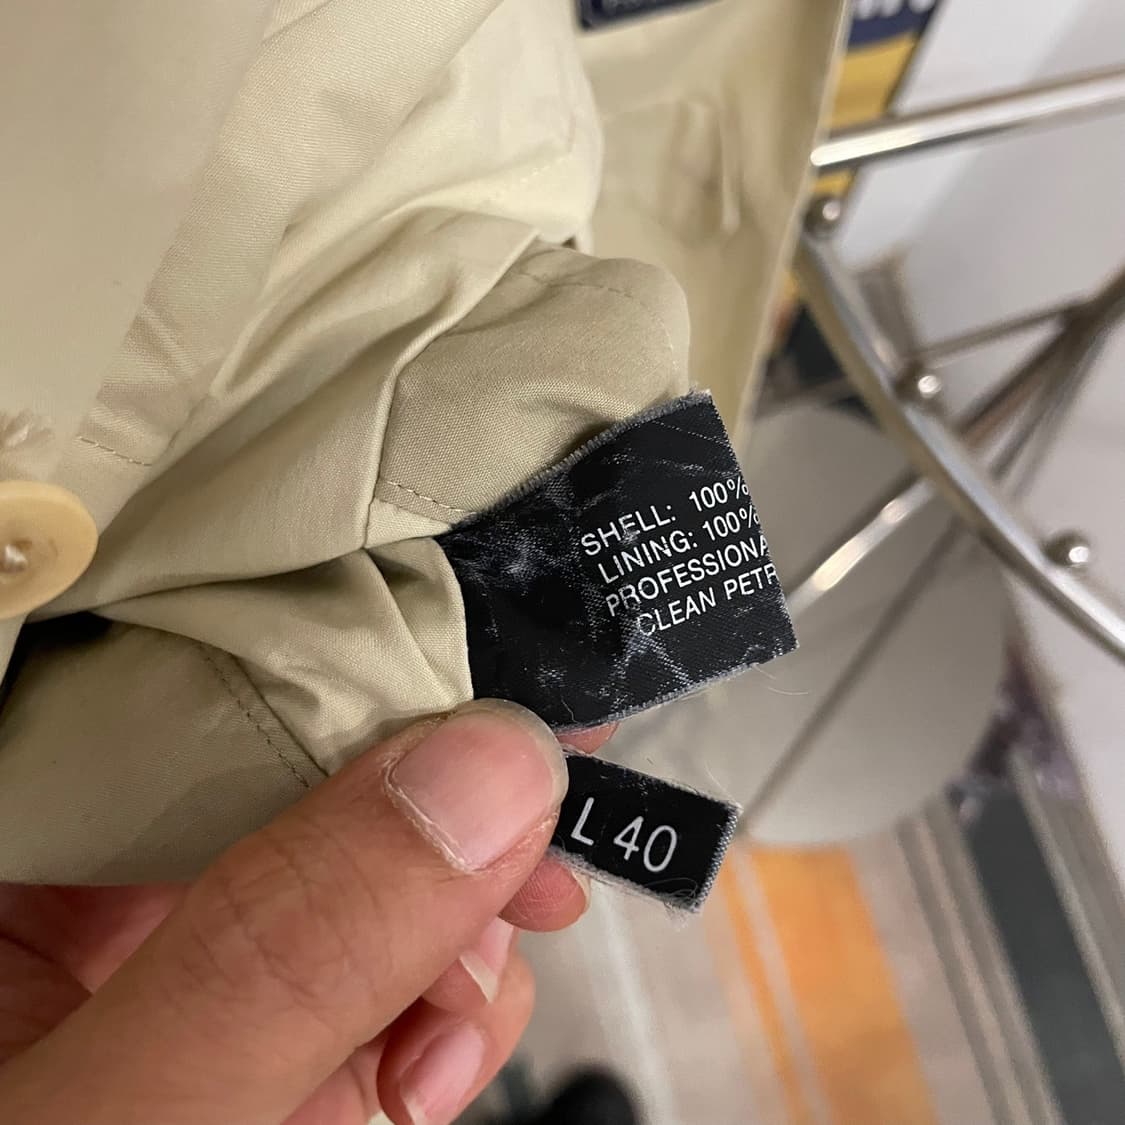 SHELL: 100%
LINING: 100%
PROFESSIONA
CLEAN PETR
L 40